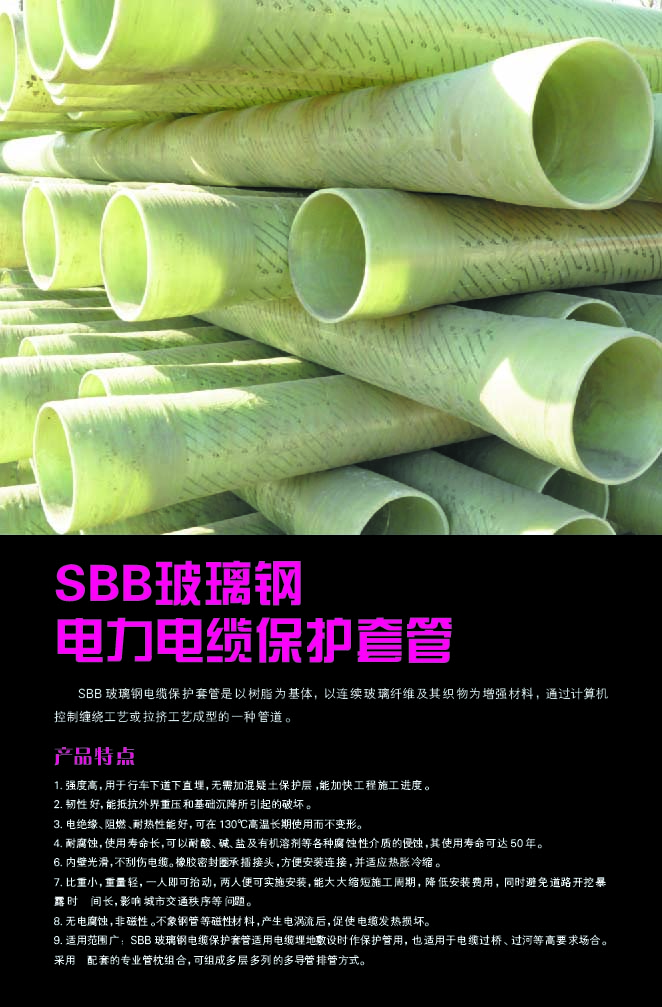 SBB玻璃钢
电力电缆保护套管
SBB 玻璃钢电缆保护套管是以树脂为基体，以连续玻璃纤维及其织物为增强材料，通过计算机
控制缠绕工艺或拉挤工艺成型的一种管道。
产品特点
1. 强度高，用于行车下道下直埋，无需加混凝土保护层，能加快工程施工进度。
2. 韧性好，能抵抗外界重压和基础沉降所引起的破坏。
3. 电绝缘、阻燃、耐热性能好，可在 130℃高温长期使用而不变形。
4. 耐腐蚀，使用寿命长，可以耐酸、碱、盐及有机溶剂等各种腐蚀性介质的侵蚀，其使用寿命可达 50 年。
6. 内壁光滑，不刮伤电缆。橡胶密封圈承插接头，方便安装连接，并适应热胀冷缩。
7. 比重小，重量轻，一人即可抬动，两人便可实施安装，能大大缩短施工周期，降低安装费用，同时避免道路开挖暴
露时 间长，影响城市交通秩序等问题。
8. 无电腐蚀，非磁性。不象钢管等磁性材料，产生电涡流后，促使电缆发热损坏。
9. 适用范围广：SBB 玻璃钢电缆保护套管适用电缆埋地敷设时作保护管用，也适用于电缆过桥、过河等高要求场合。
采用 配套的专业管枕组合，可组成多层多列的多导管排管方式。